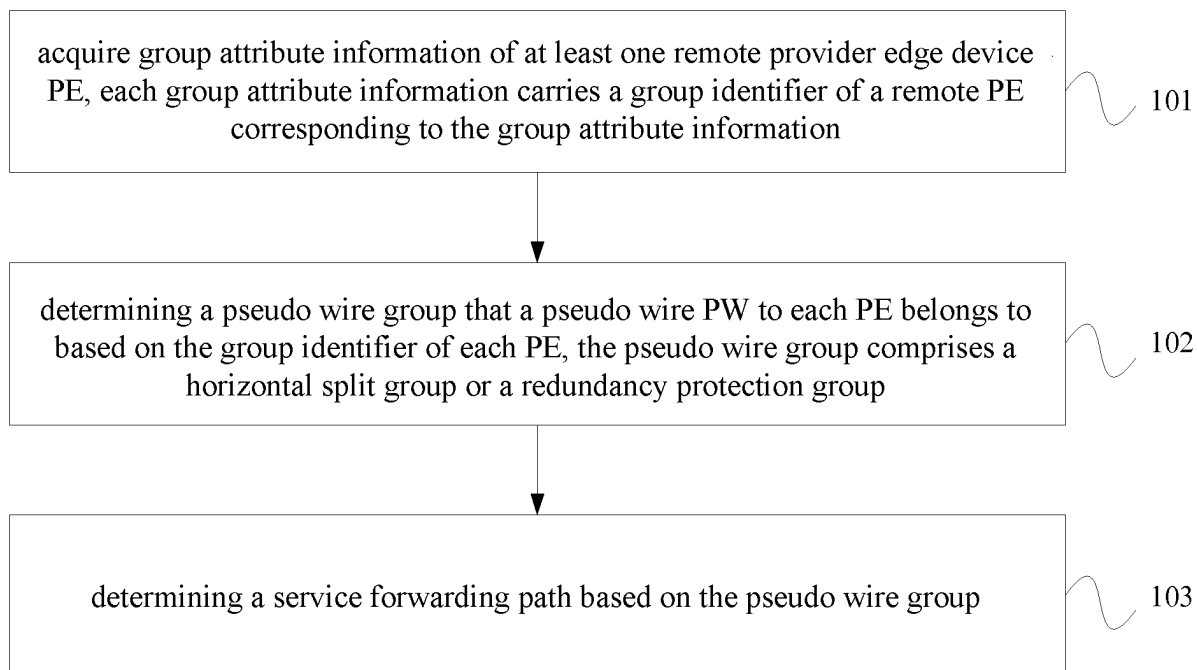 acquire group attribute information of at least one remote provider edge device
PE, each group attribute information carries a group identifier of a remote PE
corresponding to the group attribute information
101
determining a pseudo wire group that a pseudo wire PW to each PE belongs to
based on the group identifier of each PE, the pseudo wire group comprises a
horizontal split group or a redundancy protection group
102
determining a service forwarding path based on the pseudo wire group
103